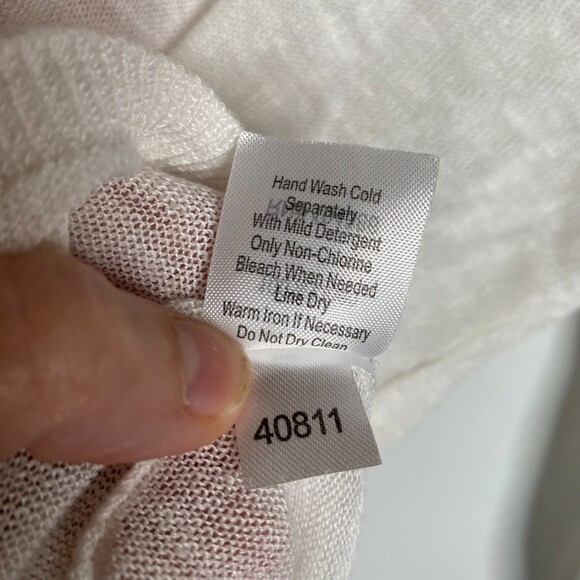 Hand Wash Cold
Separately
With Mild Detergent
Only Non-Chlorine
Bleach When Needed
Line Dry
Warm Iron If Necessary
Do Not Dry Clean
40811